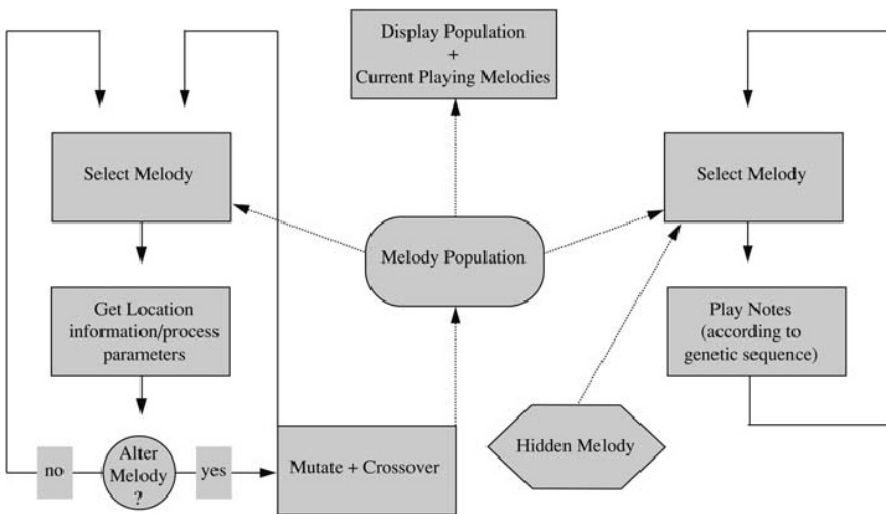 Display Population
+
Current Playing Melodies
Select Melody
Select Melody
Melody Population
Get Location
information/process
parameters
Play Notes
(according to
genetic sequence)
no
Alter
Melody
?
yes
Mutate + Crossover
Hidden Melody